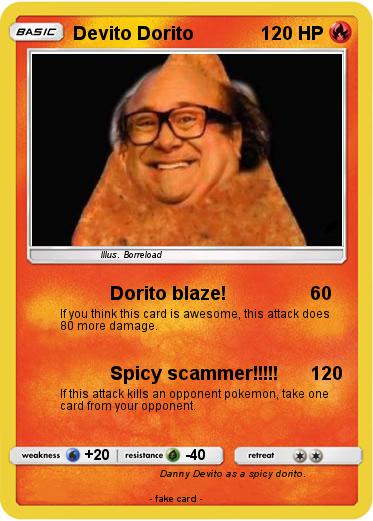 BASIC Devito Dorito 120 HP
Illus. Borreload
Dorito blaze! 60
If you think this card is awesome, this attack does
80 more damage.
Spicy scammer!!!!! 120
If this attack kills an opponent pokemon, take one
card from your opponent.
weakness +20 resistance -40 retreat
Danny Devito as a spicy dorito.
- fake card -